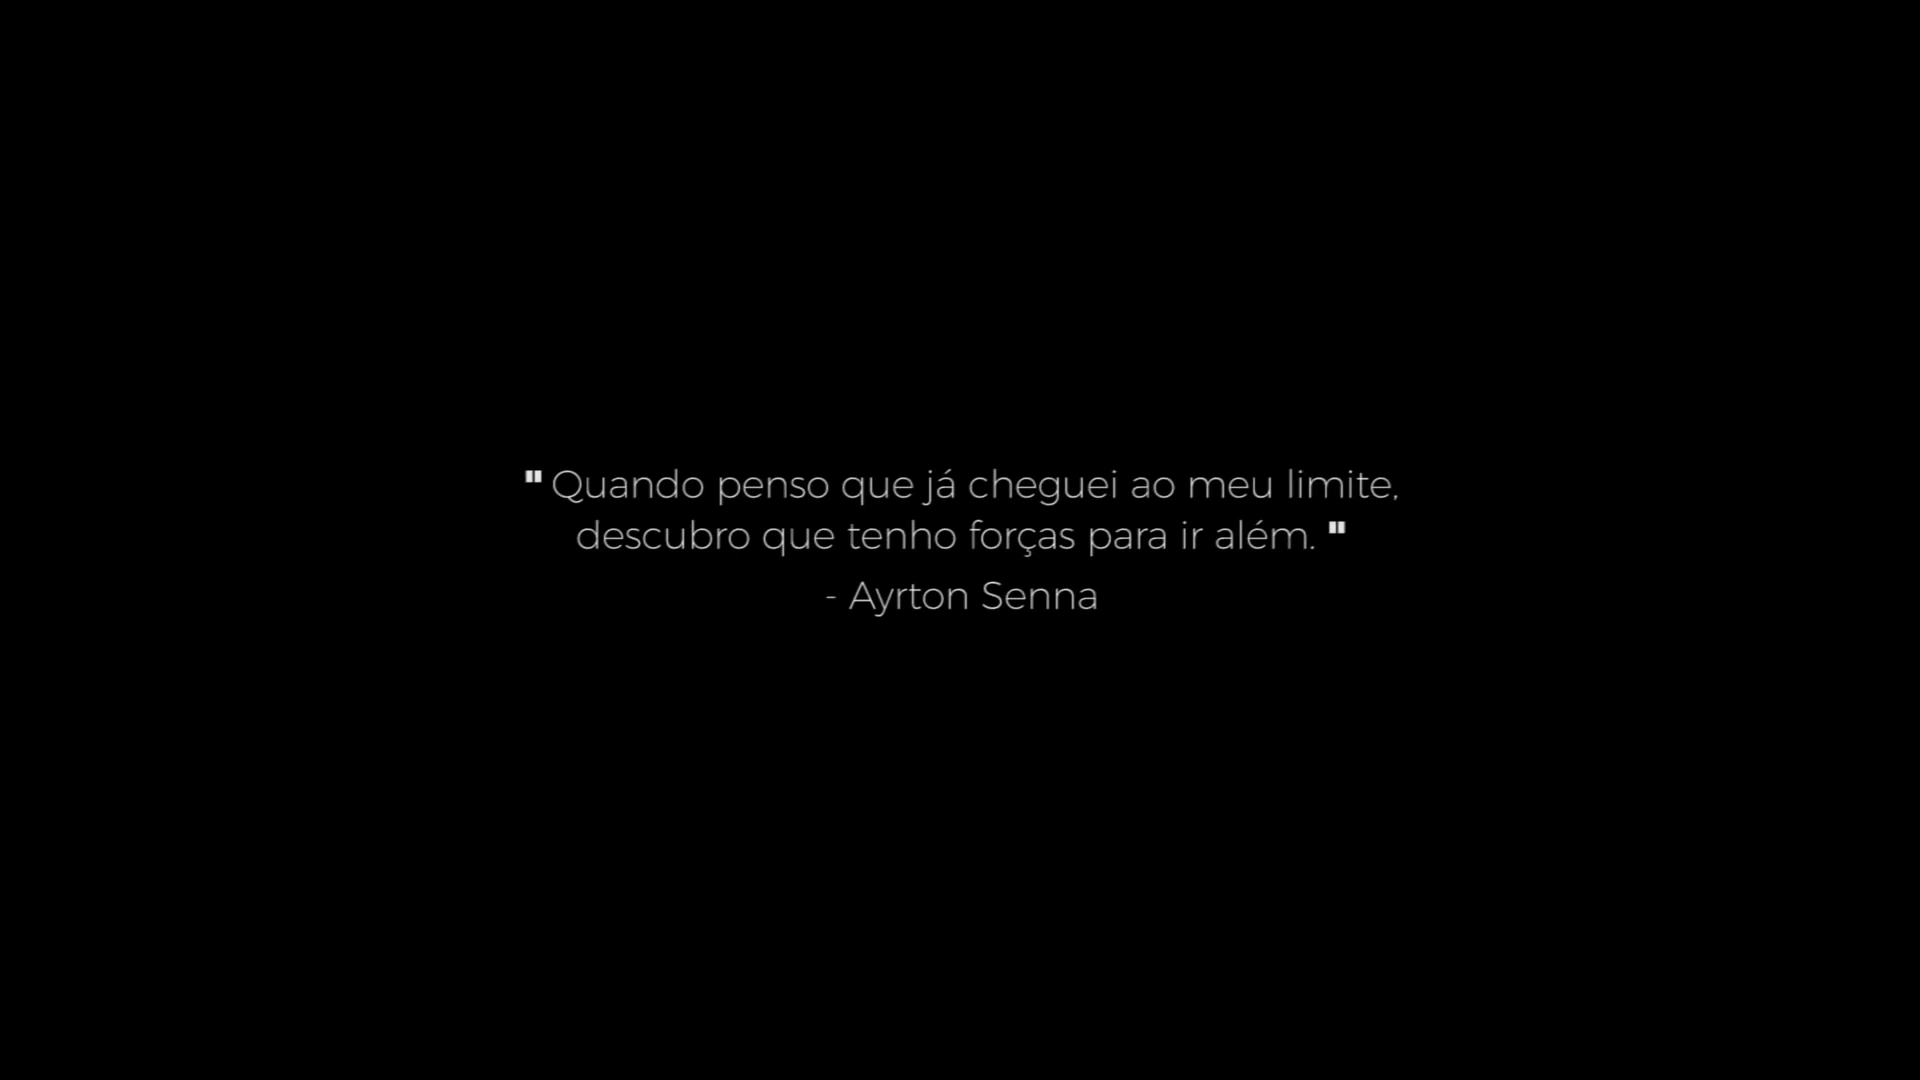 " Quando penso que já cheguei ao meu limite,
descubro que tenho forças para ir além. "
- Ayrton Senna